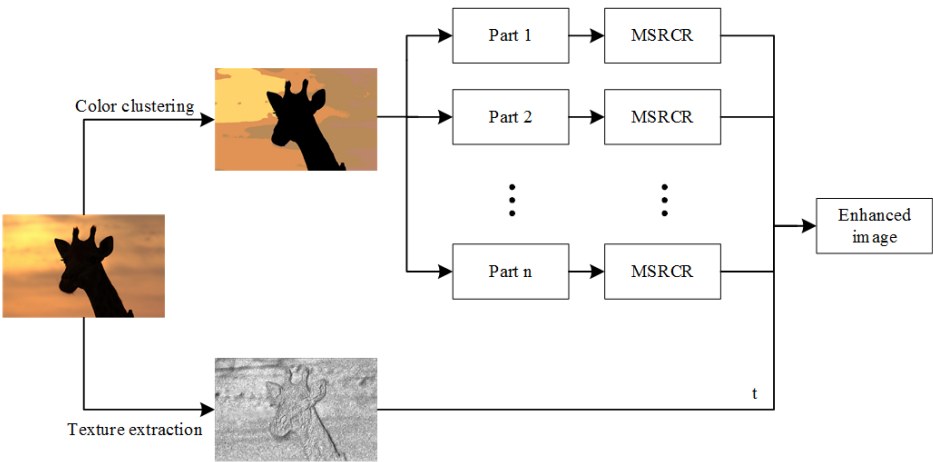 Part 1
MSRCR
Color clustering
Part 2
MSRCR
Enhanced
image
Part n
MSRCR
t
Texture extraction